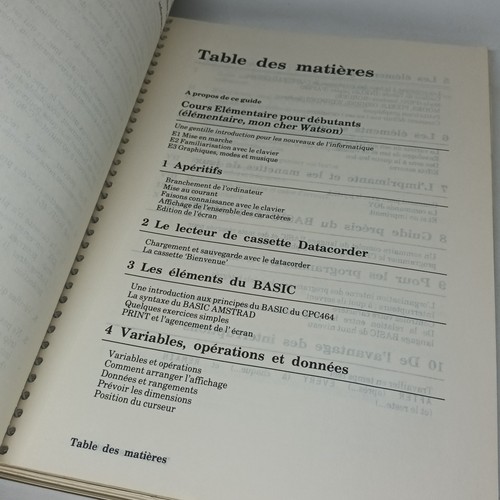 Table des matières
A propos de ce guide
Cours Elémentaire pour débutants
(élémentaire, mon cher Watson)
Une gentille introduction pour les nouveaux de l'informatique
E1 Mise en marche
E2 Familiarisation avec le clavier
E3 Graphiques, modes et musique
1 Apéritifs
Branchement de l'ordinateur
Mise au courant
Faisons connaissance avec le clavier
Affichage de l'ensemble des caractères
Edition de l'écran
2 Le lecteur de cassette Datacorder
Chargement et sauvegarde avec le datacorder
La cassette 'Bienvenue'
3 Les éléments du BASIC
Une introduction aux principes du BASIC du CPC464
La syntaxe du BASIC AMSTRAD
Quelques exercices simples
PRINT et l'agencement de l'écran
4 Variables, opérations et données
Variables et opérations
Comment arranger l'affichage
Données et rangements
Prévoir les dimensions
Position du curseur
Table des matières